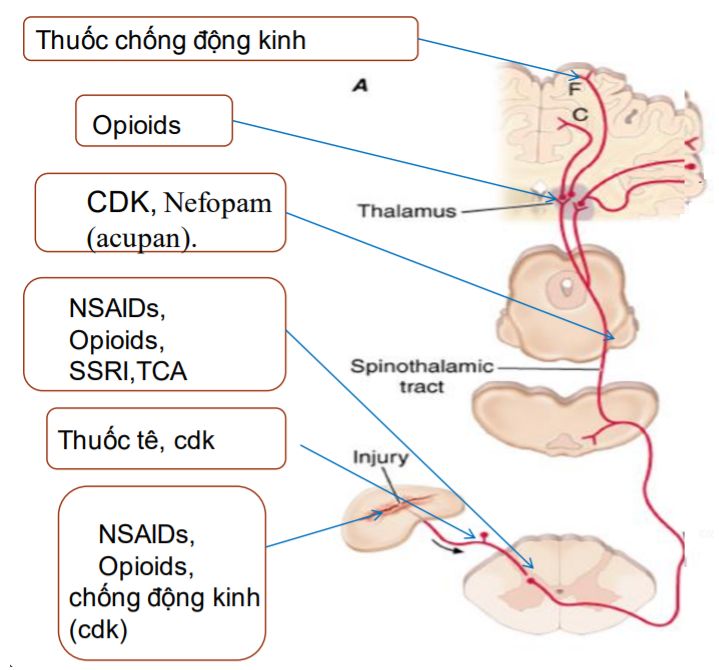 Thuốc chống động kinh
A
F
C
Opioids
CDK, Nefopam
(acupan).
Thalamus
NSAIDs,
Opioids,
SSRI,TCA
Spinothalamic
tract
Thuốc tê, cdk
Injury
NSAIDs,
Opioids,
chống động kinh
(cdk)